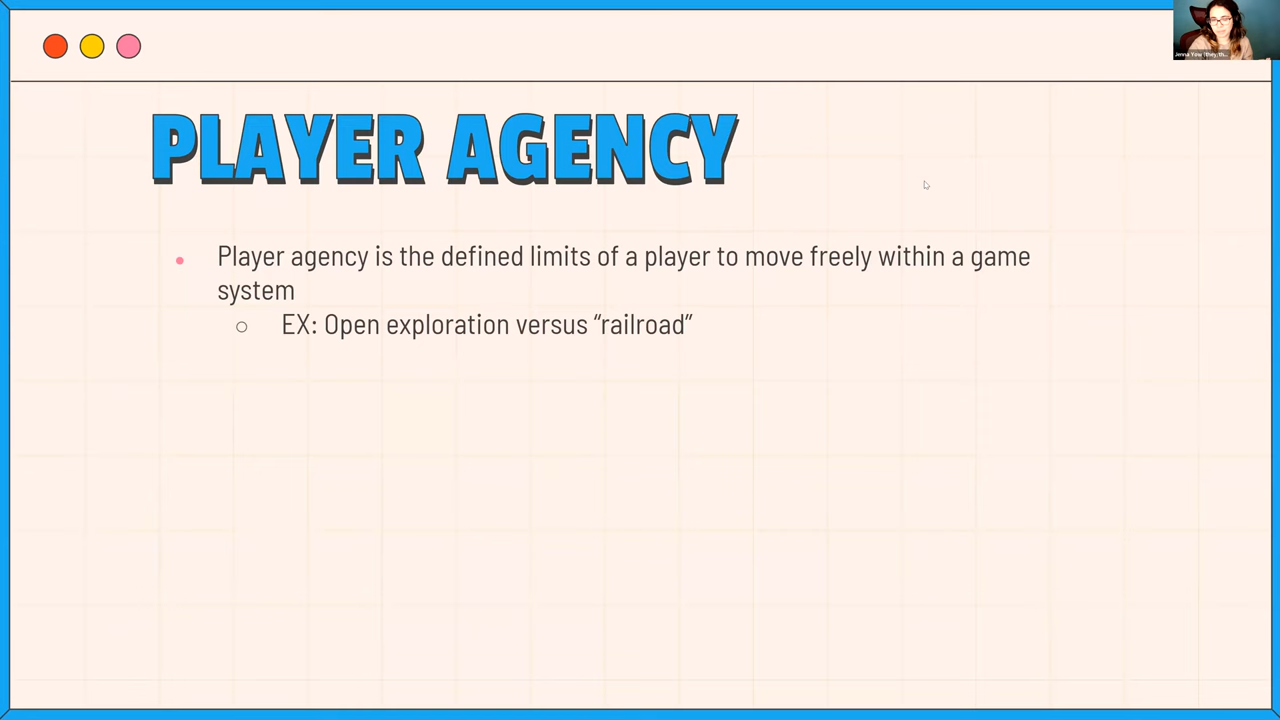 PLAYER AGENCY
Player agency is the defined limits of a player to move freely within a game
system
EX: Open exploration versus “railroad”